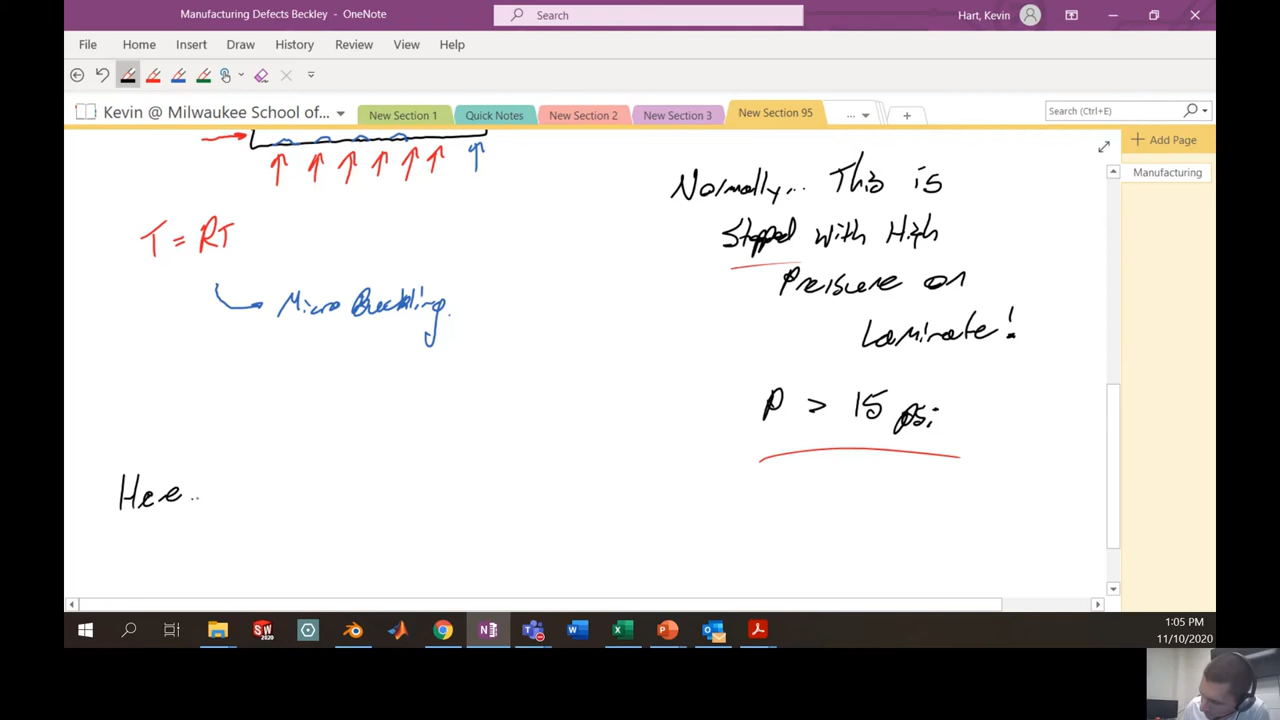 Manufacturing Defects Beckley - OneNote
Search
Hart, Kevin
File Home Insert Draw History Review View Help
Kevin @ Milwaukee School of...
New Section 1
Quick Notes
New Section 2
New Section 3
New Section 95
...
Search (Ctrl+E)
Add Page
Manufacturing
Normally... This is
Stopped with High
Pressure on
Laminate!
P > 15 psi
T = RT
Micro Buckling.
Here..
1:05 PM
11/10/2020